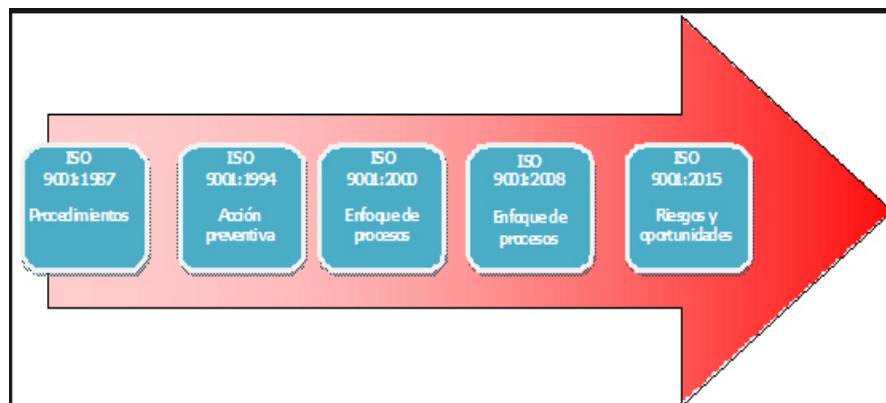 ISO
9001:1987
Procedimientos
ISO
9001:1994
Acción
preventiva
ISO
9001:2000
Enfoque de
procesos
ISO
9001:2008
Enfoque de
procesos
ISO
9001:2015
Riesgos y
oportunidades